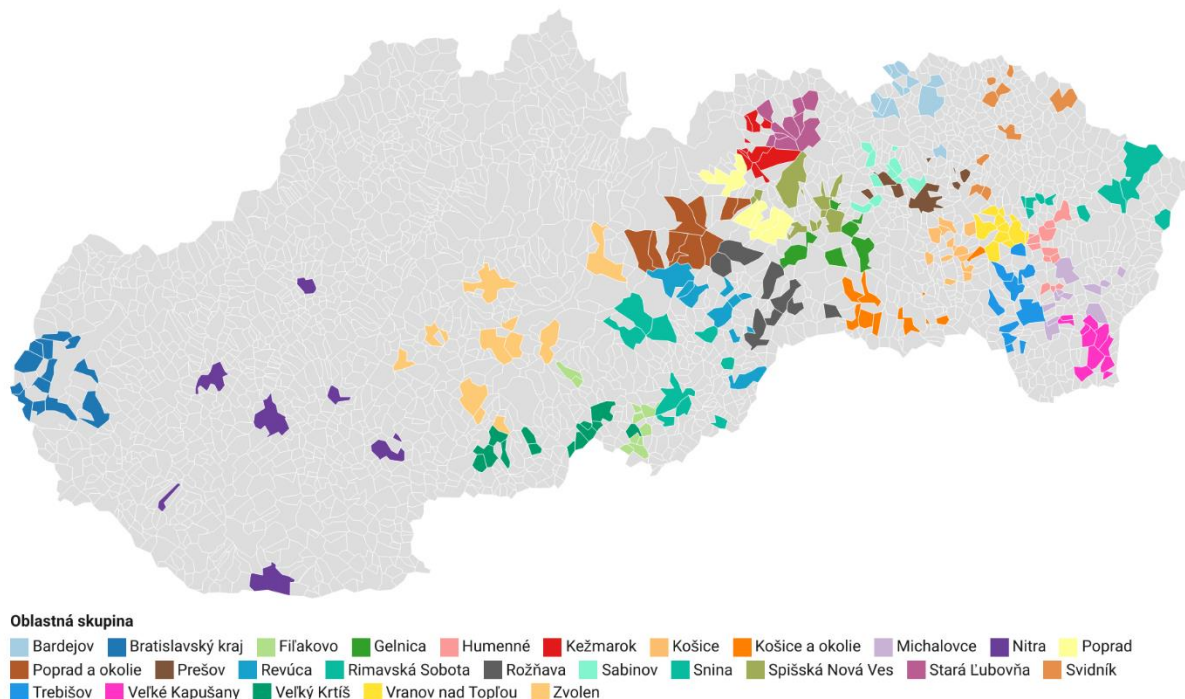 Oblastná skupina
Bardejov Bratislavský kraj Fiľakovo Gelnica Humenné Kežmarok Košice Košice a okolie Michalovce Nitra Poprad
Poprad a okolie Prešov Revúca Rimavská Sobota Rožňava Sabinov Snina Spišská Nová Ves Stará Ľubovňa Svidník
Trebišov Veľké Kapušany Veľký Krtíš Vranov nad Topľou Zvolen